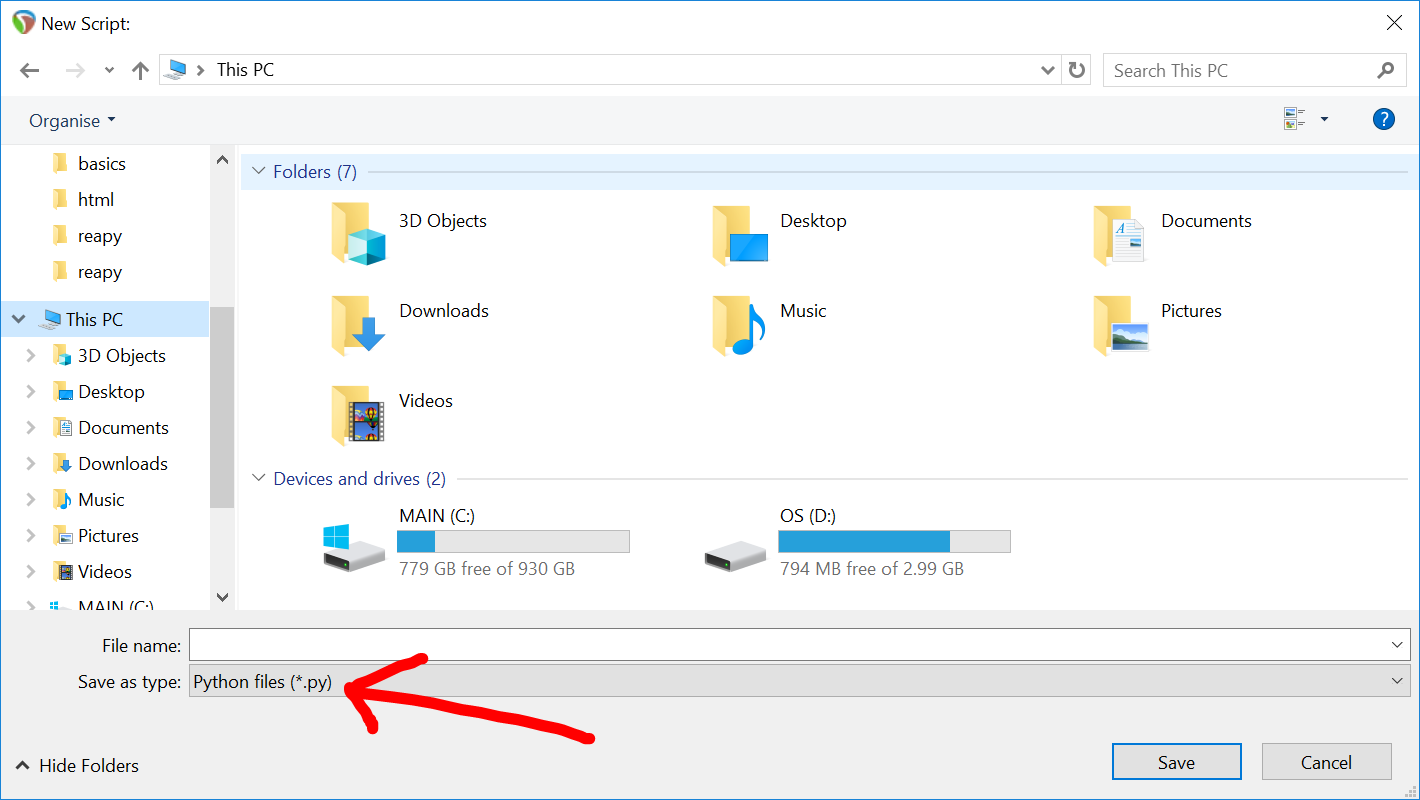 New Script:
This PC
Search This PC
Organise
?
basics
html
reapy
reapy
This PC
3D Objects
Desktop
Documents
Downloads
Music
Pictures
Videos
MAIN (C:)
Folders (7)
3D Objects
Desktop
Documents
Downloads
Music
Pictures
Videos
Devices and drives (2)
MAIN (C:)
779 GB free of 930 GB
OS (D:)
794 MB free of 2.99 GB
File name:
Save as type: Python files (*.py)
Hide Folders
Save
Cancel